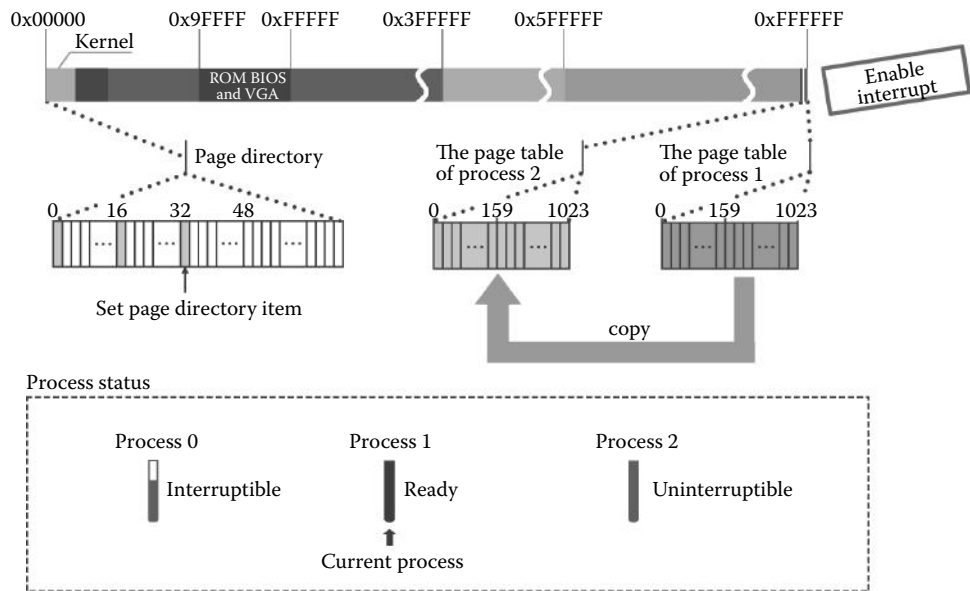 0x00000 0x9FFFF 0xFFFFF 0x3FFFFF 0x5FFFFF 0xFFFFFF
Kernel
ROM BIOS
and VGA
Enable
interrupt
Page directory
The page table
of process 2
The page table
of process 1
0 16 32 48
0 159 1023
0 159 1023
... ... ...
... ...
... ...
Set page directory item
copy
Process status
Process 0 Process 1 Process 2
Interruptible Ready Uninterruptible
Current process